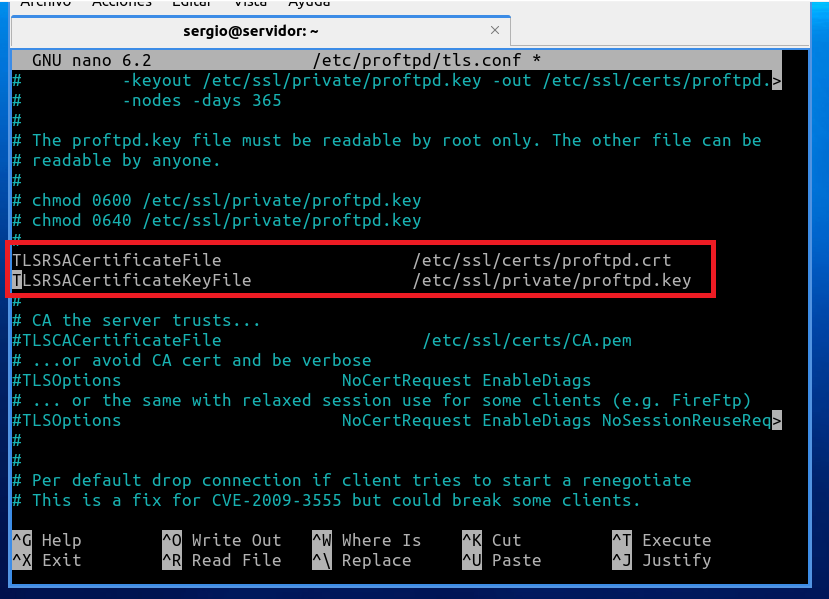 Archivo Acciones Editar Vista Ayuda
sergio@servidor: ~ ×
GNU nano 6.2 /etc/proftpd/tls.conf *
# -keyout /etc/ssl/private/proftpd.key -out /etc/ssl/certs/proftpd.>
# -nodes -days 365
#
# The proftpd.key file must be readable by root only. The other file can be
# readable by anyone.
#
# chmod 0600 /etc/ssl/private/proftpd.key
# chmod 0640 /etc/ssl/private/proftpd.key
#
TLSRSACertificateFile /etc/ssl/certs/proftpd.crt
TLSRSACertificateKeyFile /etc/ssl/private/proftpd.key
#
# CA the server trusts...
#TLSCACertificateFile /etc/ssl/certs/CA.pem
# ...or avoid CA cert and be verbose
#TLSOptions NoCertRequest EnableDiags
# ... or the same with relaxed session use for some clients (e.g. FireFtp)
#TLSOptions NoCertRequest EnableDiags NoSessionReuseReq>
#
#
# Per default drop connection if client tries to start a renegotiate
# This is a fix for CVE-2009-3555 but could break some clients.
^G Help ^O Write Out ^W Where Is ^K Cut ^T Execute
^X Exit ^R Read File ^\ Replace ^U Paste ^J Justify